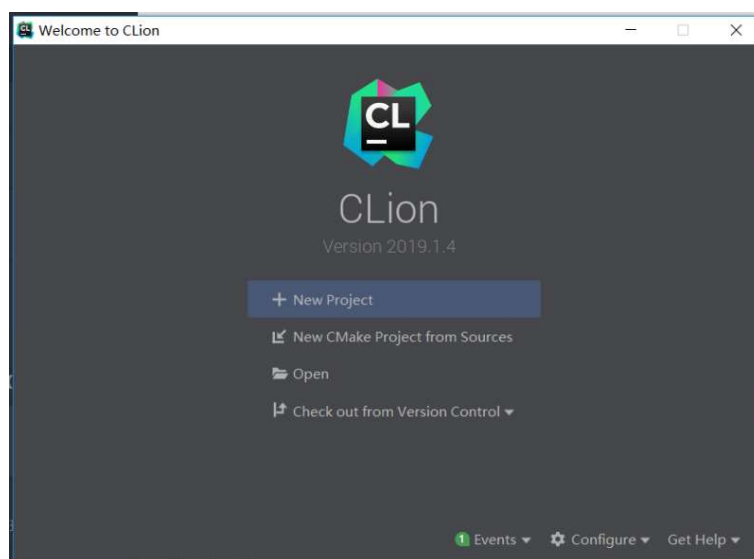 Welcome to CLion
CL
CLion
Version 2019.1.4
New Project
New CMake Project from Sources
Open
Check out from Version Control
1 Events Configure Get Help